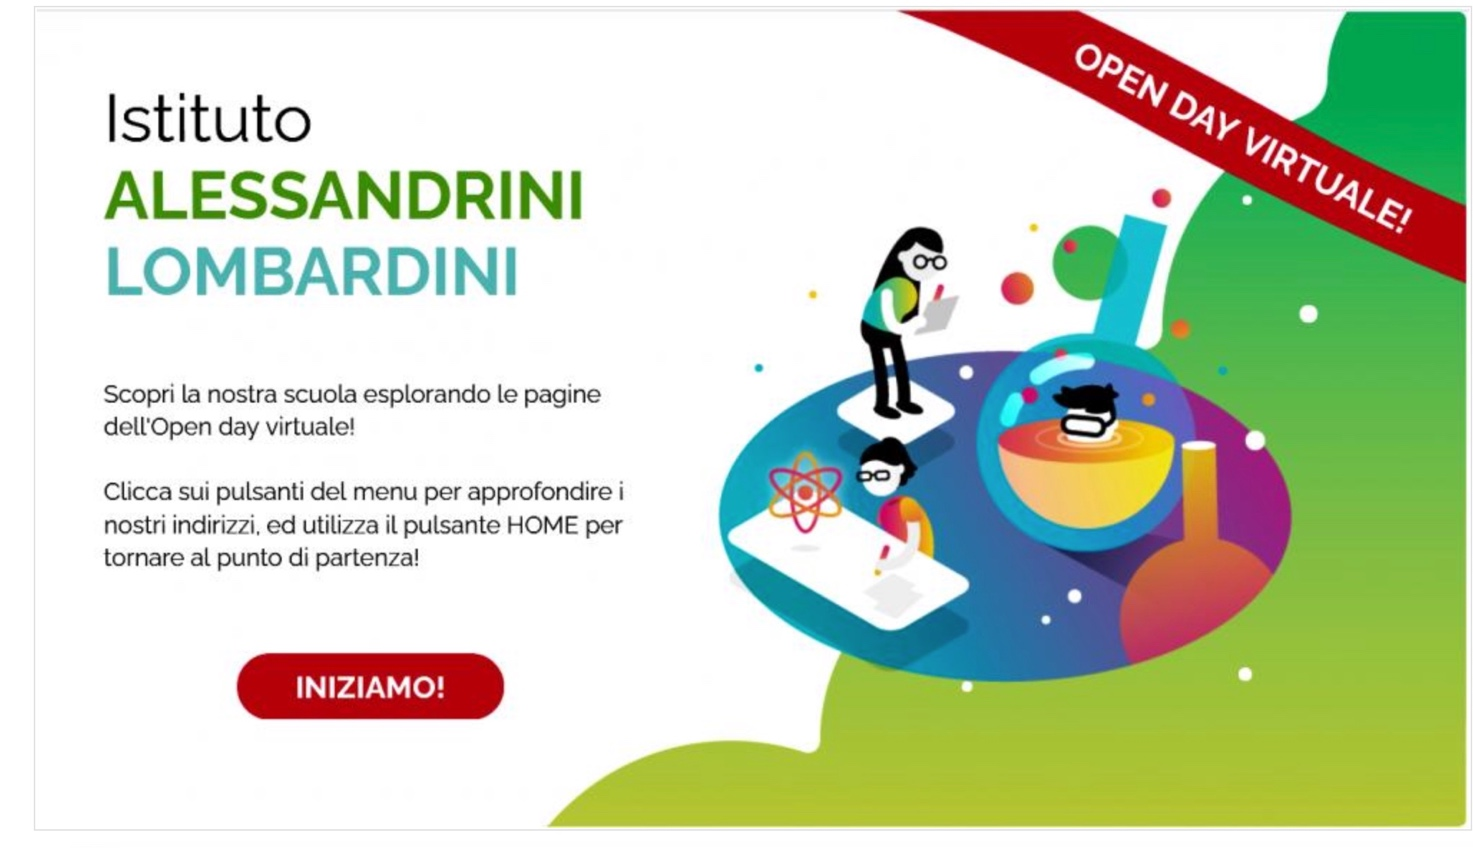 OPEN DAY VIRTUALE!
Istituto
ALESSANDRINI
LOMBARDINI
Scopri la nostra scuola esplorando le pagine
dell'Open day virtuale!
Clicca sui pulsanti del menu per approfondire i
nostri indirizzi, ed utilizza il pulsante HOME per
tornare al punto di partenza!
INIZIAMO!